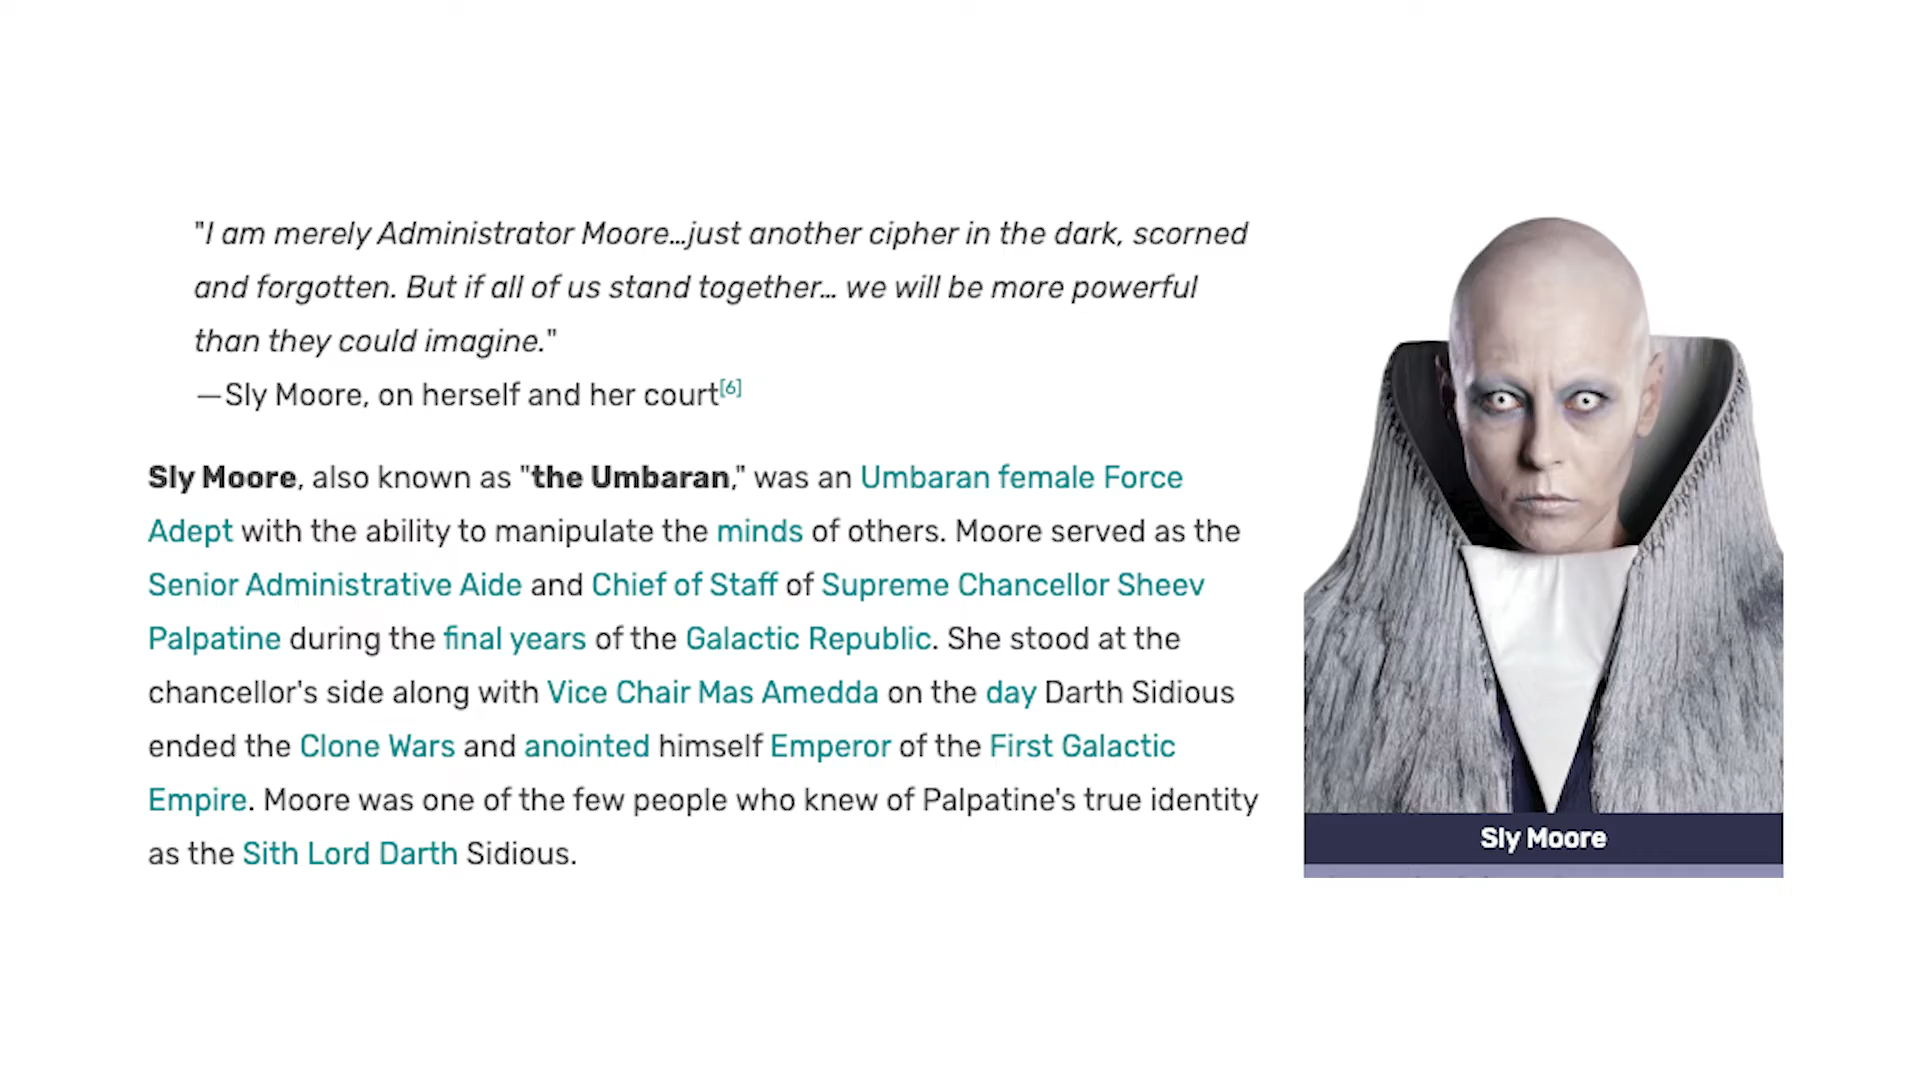 "I am merely Administrator Moore…just another cipher in the dark, scorned
and forgotten. But if all of us stand together… we will be more powerful
than they could imagine."
—Sly Moore, on herself and her court[6]
Sly Moore, also known as "the Umbaran," was an Umbaran female Force
Adept with the ability to manipulate the minds of others. Moore served as the
Senior Administrative Aide and Chief of Staff of Supreme Chancellor Sheev
Palpatine during the final years of the Galactic Republic. She stood at the
chancellor's side along with Vice Chair Mas Amedda on the day Darth Sidious
ended the Clone Wars and anointed himself Emperor of the First Galactic
Empire. Moore was one of the few people who knew of Palpatine's true identity
as the Sith Lord Darth Sidious.
Sly Moore